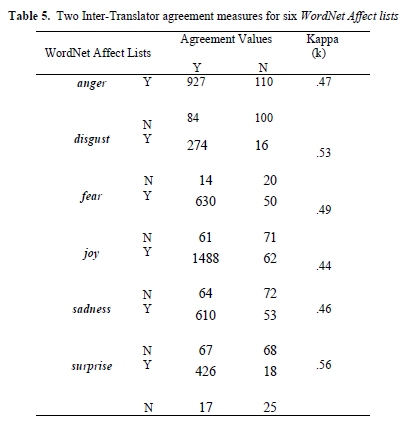 Table 5. Two Inter-Translator agreement measures for six WordNet Affect lists
WordNet Affect Lists Agreement Values Kappa
(k)
Y N
anger Y 927 110 .47
N 84 100
disgust Y 274 16 .53
N 14 20
fear Y 630 50 .49
N 61 71
joy Y 1488 62 .44
N 64 72
sadness Y 610 53 .46
N 67 68
surprise Y 426 18 .56
N 17 25